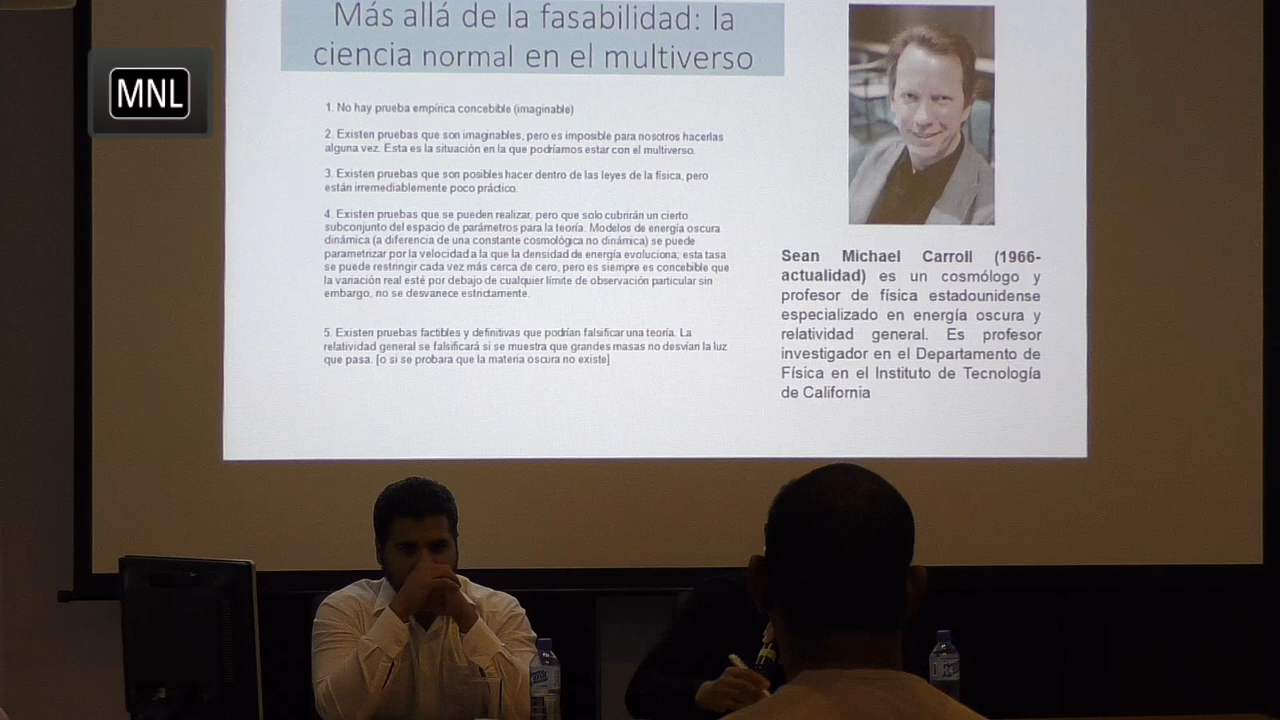 Más allá de la fasabilidad: la
ciencia normal en el multiverso
MNL
1. No hay prueba empírica concebible (imaginable)
2. Existen pruebas que son imaginables, pero es imposible para nosotros hacerlas
alguna vez. Esta es la situación en la que podríamos estar con el multiverso.
3. Existen pruebas que son posibles hacer dentro de las leyes de la física, pero
están irremediablemente poco práctico.
4. Existen pruebas que se pueden realizar, pero que solo cubrirán un cierto
subconjunto del espacio de parámetros para la teoría. Modelos de energía oscura
dinámica (a diferencia de una constante cosmológica no dinámica) se puede
parametrizar por la velocidad a la que la densidad de energía evoluciona; esta tasa
se puede restringir cada vez más cerca de cero, pero es siempre es concebible que
la variación real esté por debajo de cualquier límite de observación particular sin
embargo, no se desvanece estrictamente.
5. Existen pruebas factibles y definitivas que podrían falsificar una teoría. La
relatividad general se falsificará si se muestra que grandes masas no desvían la luz
que pasa. [o si se probara que la materia oscura no existe]
Sean Michael Carroll (1966-
actualidad) es un cosmólogo y
profesor de física estadounidense
especializado en energía oscura y
relatividad general. Es profesor
investigador en el Departamento de
Física en el Instituto de Tecnología
de California